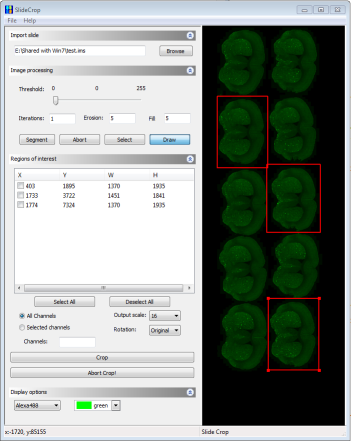 SlideCrop
File Help
Import slide
E:\Shared with Win7\test.ims Browse
Image processing
Threshold: 0 0 255
Iterations: 1 Erosion: 5 Fill 5
Segment Abort Select Draw
Regions of interest
X Y W H
403 1895 1370 1935
1733 3722 1451 1841
1774 7324 1370 1935
Select All Deselect All
All Channels Output scale: 16
Selected channels Rotation: Original
Channels:
Crop
Abort Crop!
Display options
Alexa488 green
x:-1720, y:85155 Slide Crop